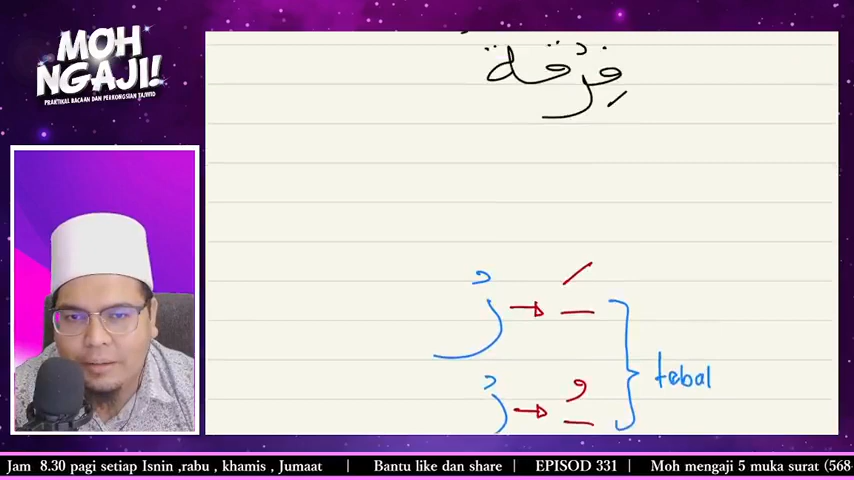 MOH
NGAJI!
PRAKTIKAL BACAAN DAN PERKONGSIAN TAJWID
فِرْقة
رْ → َ
رْ → ُ
tebal
Jam 8.30 pagi setiap Isnin ,rabu , khamis , Jumaat | Bantu like dan share | EPISOD 331 | Moh mengaji 5 muka surat (568-